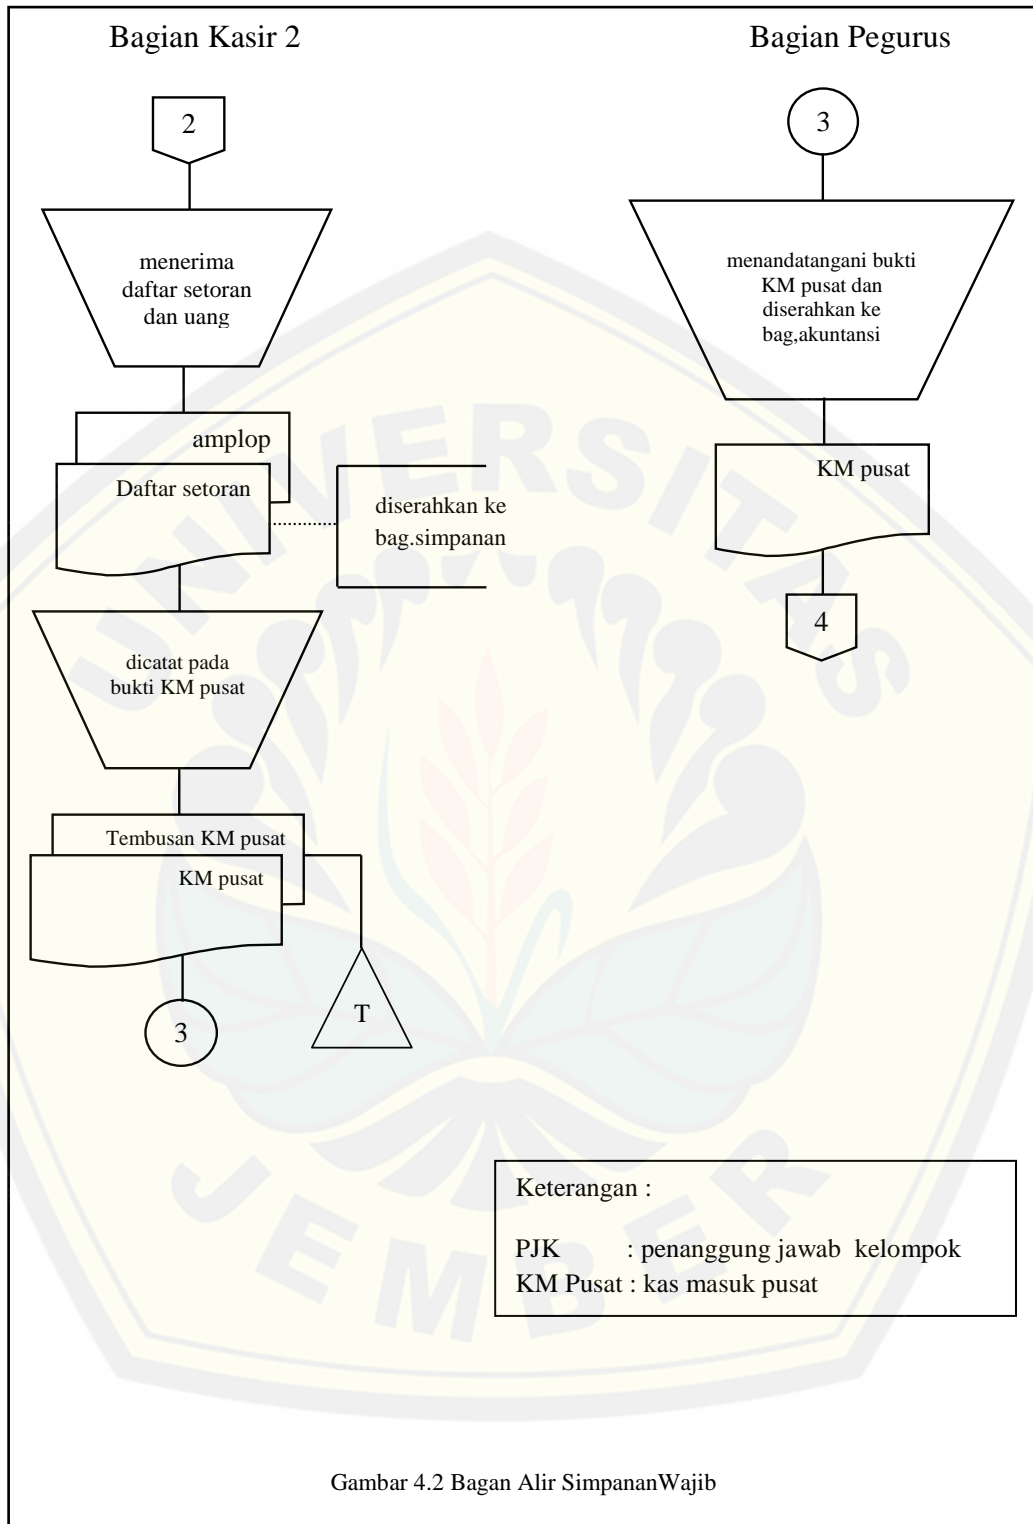 Bagian Kasir 2
Bagian Pegurus
2
menerima
daftar setoran
dan uang
amplop
Daftar setoran
diserahkan ke
bag.simpanan
dicatat pada
bukti KM pusat
Tembusan KM pusat
KM pusat
3
T
3
menandatangani bukti
KM pusat dan
diserahkan ke
bag,akuntansi
KM pusat
4
Keterangan :
PJK : penanggung jawab kelompok
KM Pusat : kas masuk pusat
Gambar 4.2 Bagan Alir SimpananWajib
UNIVERSITAS
JEMBER